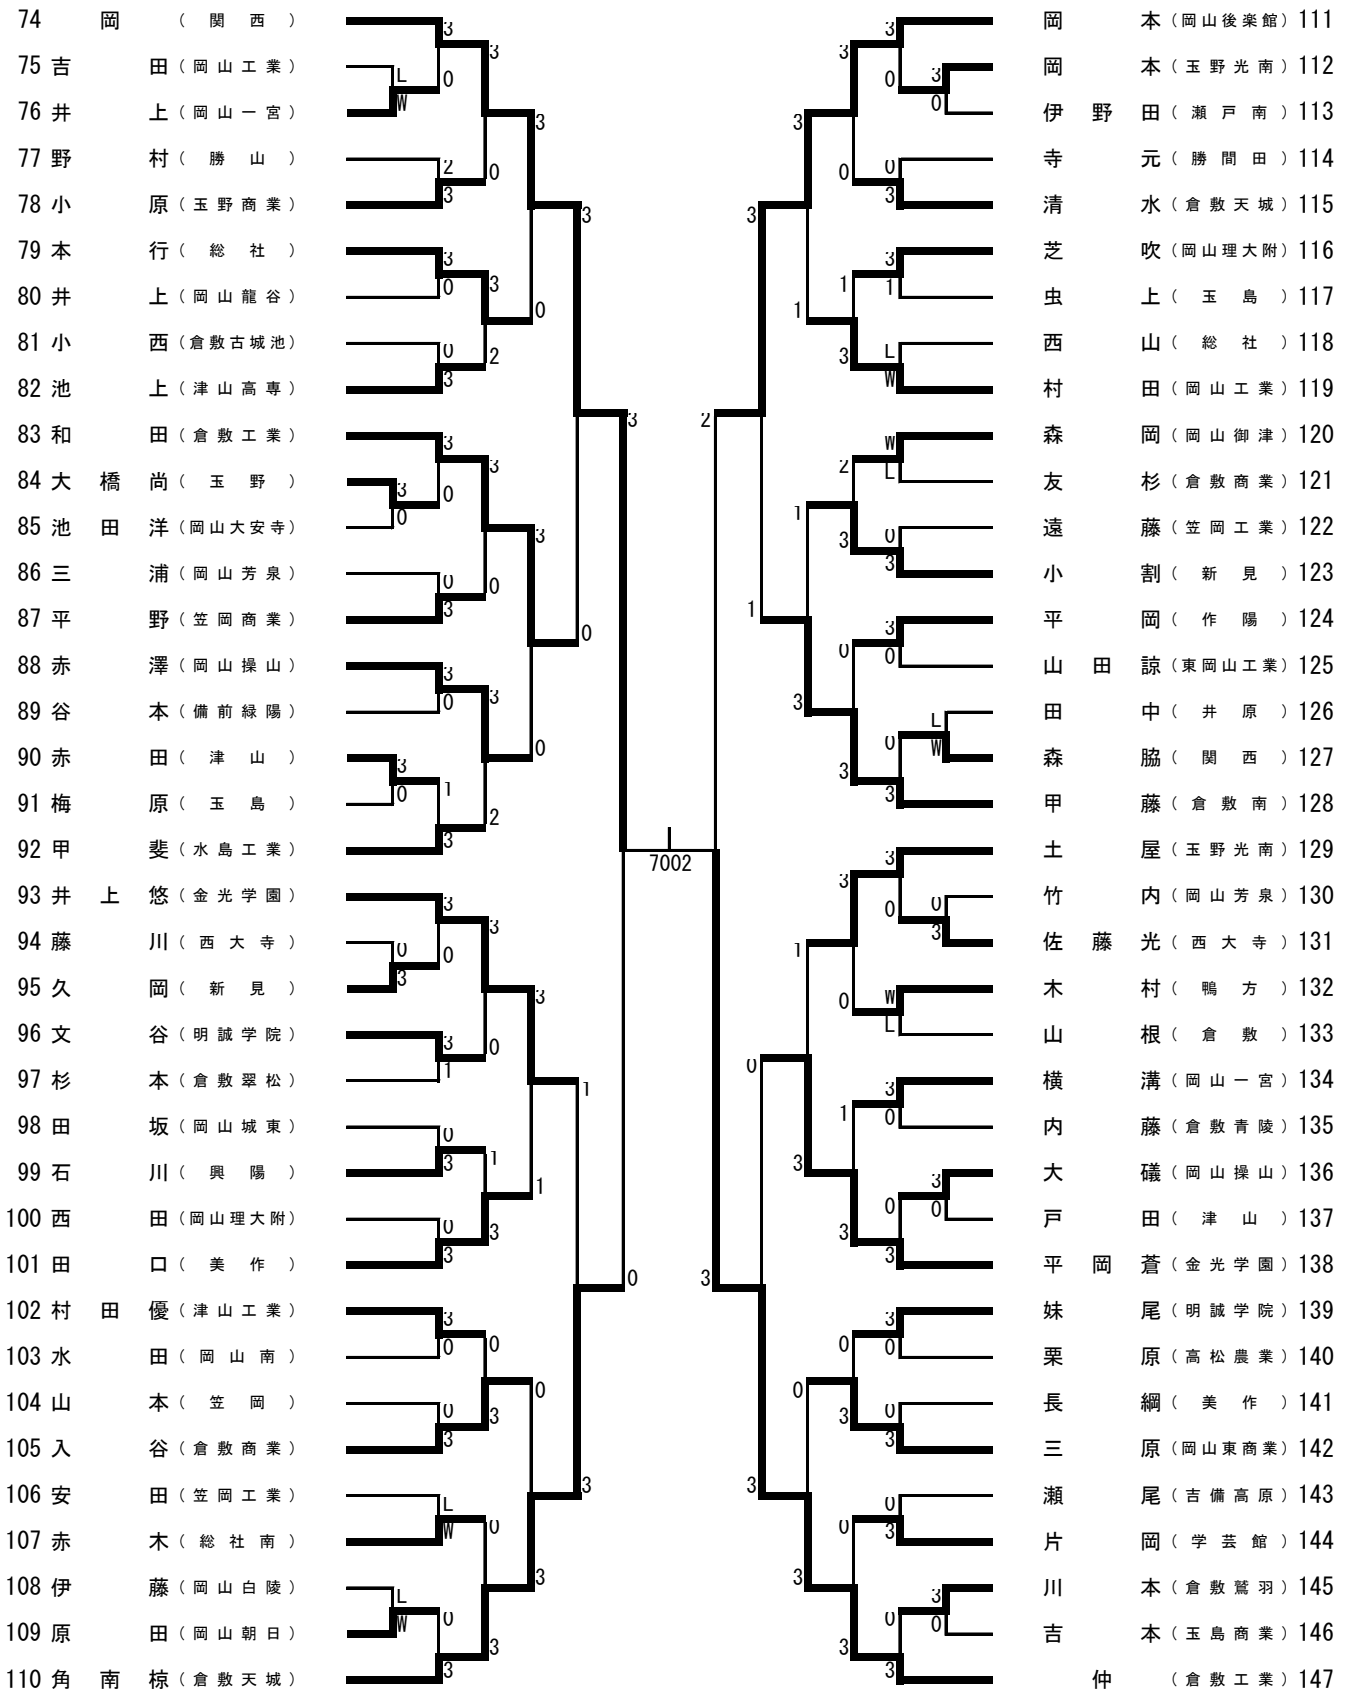 74 岡 （関西）
75 吉田（岡山工業）
76 井上（岡山一宮）
77 野村（勝山）
78 小原（玉野商業）
79 本行（総社）
80 井上（岡山龍谷）
81 小西（倉敷古城池）
82 池上（津山高専）
83 和田（倉敷工業）
84 大橋尚（玉野）
85 池田洋（岡山大安寺）
86 三浦（岡山芳泉）
87 平野（笠岡商業）
88 赤澤（岡山操山）
89 谷本（備前緑陽）
90 赤田（津山）
91 梅原（玉島）
92 甲斐（水島工業）
93 井上悠（金光学園）
94 藤川（西大寺）
95 久岡（新見）
96 文谷（明誠学院）
97 杉本（倉敷翠松）
98 田坂（岡山城東）
99 石川（興陽）
100 西田（岡山理大附）
101 田口（美作）
102 村田優（津山工業）
103 水田（岡山南）
104 山本（笠岡）
105 入谷（倉敷商業）
106 安田（笠岡工業）
107 赤木（総社南）
108 伊藤（岡山白陵）
109 原田（岡山朝日）
110 角南椋（倉敷天城）
7002
岡本（岡山後楽館）111
岡本（玉野光南）112
伊野田（瀬戸南）113
寺元（勝間田）114
清水（倉敷天城）115
芝吹（岡山理大附）116
虫上（玉島）117
西山（総社）118
村田（岡山工業）119
森岡（岡山御津）120
友杉（倉敷商業）121
遠藤（笠岡工業）122
小割（新見）123
平岡（作陽）124
山田諒（東岡山工業）125
田中（井原）126
森脇（関西）127
甲藤（倉敷南）128
土屋（玉野光南）129
竹内（岡山芳泉）130
佐藤光（西大寺）131
木村（鴨方）132
山根（倉敷）133
横溝（岡山一宮）134
内藤（倉敷青陵）135
大礒（岡山操山）136
戸田（津山）137
平岡蒼（金光学園）138
妹尾（明誠学院）139
栗原（高松農業）140
長綱（美作）141
三原（岡山東商業）142
瀬尾（吉備高原）143
片岡（学芸館）144
川本（倉敷鷲羽）145
吉本（玉島商業）146
仲（倉敷工業）147